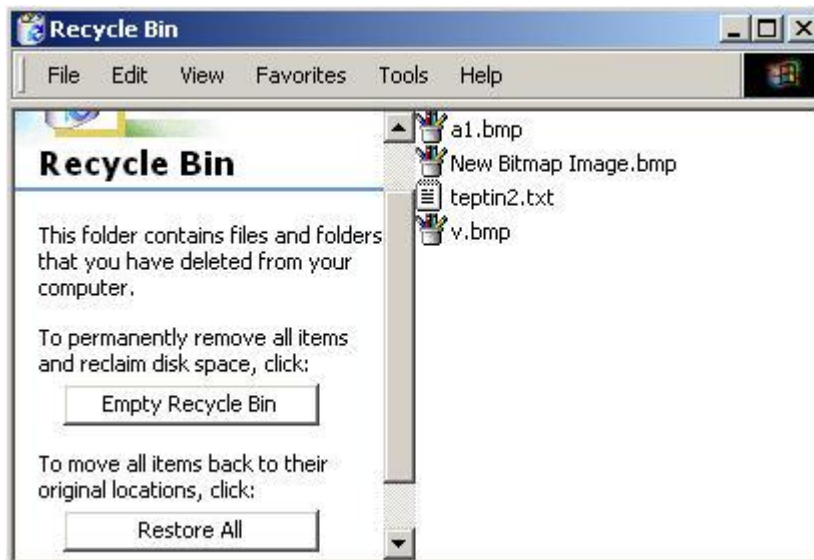 Recycle Bin
File Edit View Favorites Tools Help
Recycle Bin
This folder contains files and folders
that you have deleted from your
computer.
To permanently remove all items
and reclaim disk space, click:
Empty Recycle Bin
To move all items back to their
original locations, click:
Restore All
a1.bmp
New Bitmap Image.bmp
teptin2.txt
v.bmp